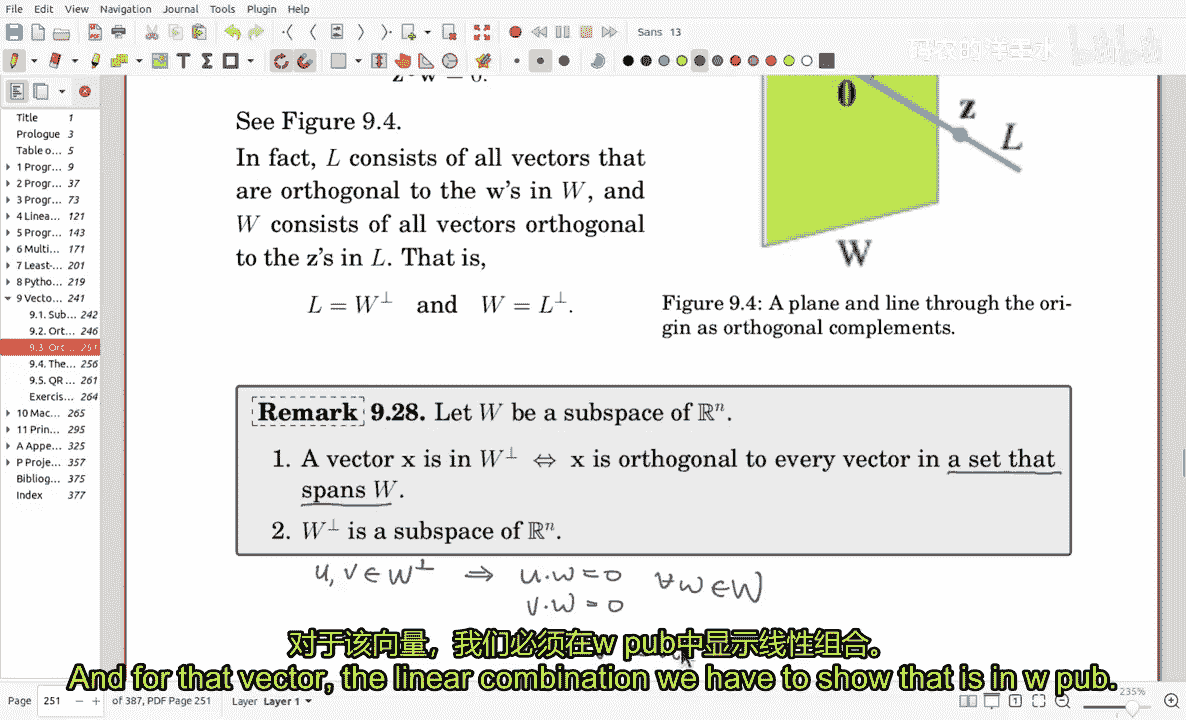 File Edit View Navigation Journal Tools Plugin Help
Sans 13
Title 1
Prologue 3
Table o... 5
1 Progr... 9
2 Progr... 37
3 Progr... 73
4 Linea... 121
5 Progr... 143
6 Multi... 171
7 Least-... 201
8 Pytho... 219
9 Vecto... 241
9.1. Sub... 242
9.2. Ort... 246
9.3. Ort... 251
9.4. The... 256
9.5. QR ... 261
Exercis... 264
10 Mac... 265
11 Prin... 295
A Appe... 325
P Proje... 357
Bibliog... 375
Index 377
z · w = 0.
See Figure 9.4.
In fact, L consists of all vectors that
are orthogonal to the w's in W, and
W consists of all vectors orthogonal
to the z's in L. That is,
L = W⊥ and W = L⊥.
0
z
L
W
Figure 9.4: A plane and line through the ori-
gin as orthogonal complements.
Remark 9.28. Let W be a subspace of ℝⁿ.
1. A vector x is in W⊥ ⇔ x is orthogonal to every vector in a set that
spans W.
2. W⊥ is a subspace of ℝⁿ.
u, v ∈ W⊥ ⇒ u·w = 0 ∀w ∈ W
v·w = 0
对于该向量，我们必须在w pub中显示线性组合。
And for that vector, the linear combination we have to show that is in w pub.
Page 251 of 387, PDF Page 251 Layer Layer 1
235%